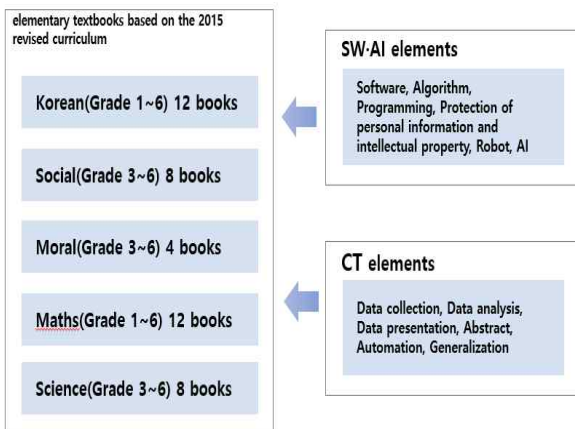 elementary textbooks based on the 2015
revised curriculum
Korean(Grade 1~6) 12 books
Social(Grade 3~6) 8 books
Moral(Grade 3~6) 4 books
Maths(Grade 1~6) 12 books
Science(Grade 3~6) 8 books
SW·AI elements
Software, Algorithm,
Programming, Protection of
personal information and
intellectual property, Robot, AI
CT elements
Data collection, Data analysis,
Data presentation, Abstract,
Automation, Generalization